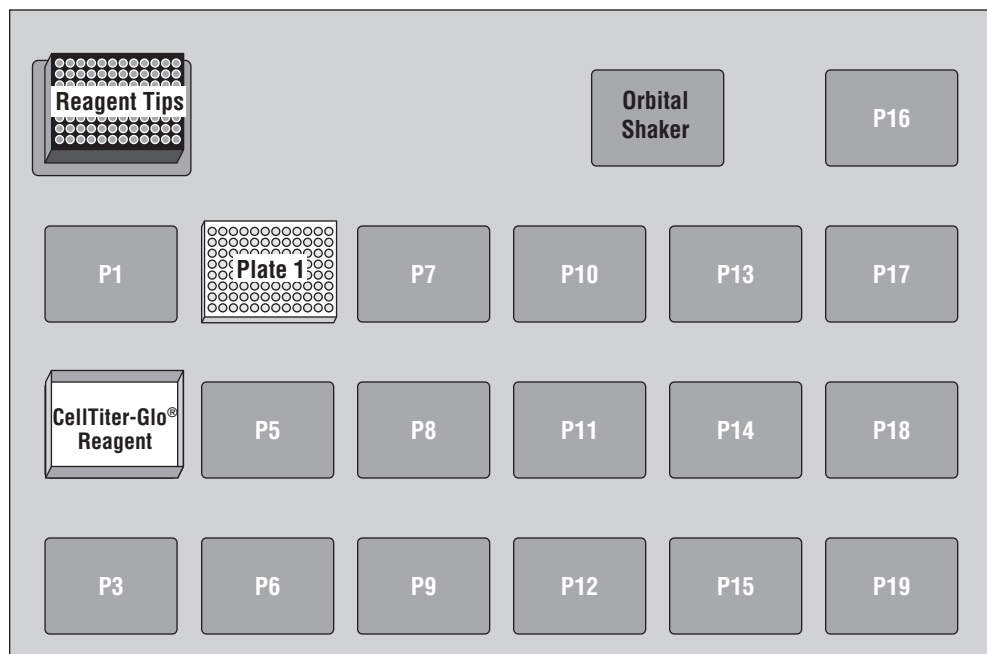 Reagent Tips
Orbital
Shaker
P16
P1
Plate 1
P7
P10
P13
P17
CellTiter-Glo®
Reagent
P5
P8
P11
P14
P18
P3
P6
P9
P12
P15
P19